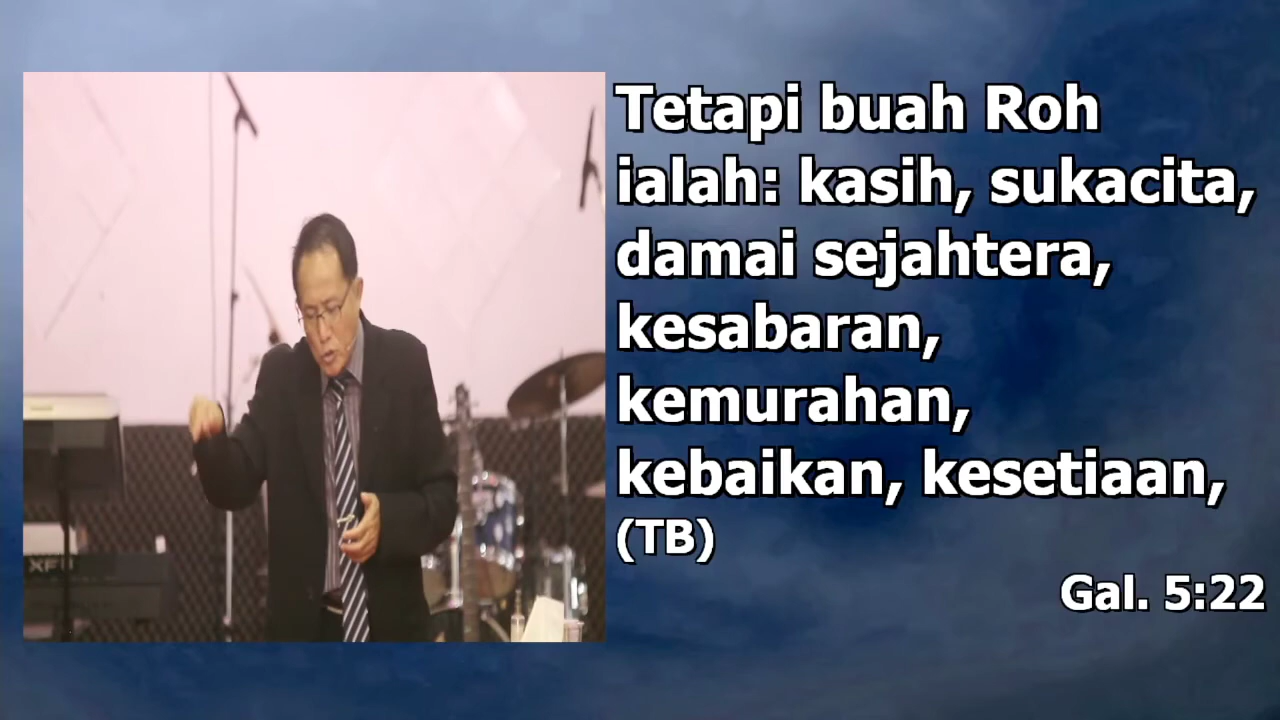 Tetapi buah Roh
ialah: kasih, sukacita,
damai sejahtera,
kesabaran,
kemurahan,
kebaikan, kesetiaan,
(TB)
Gal. 5:22